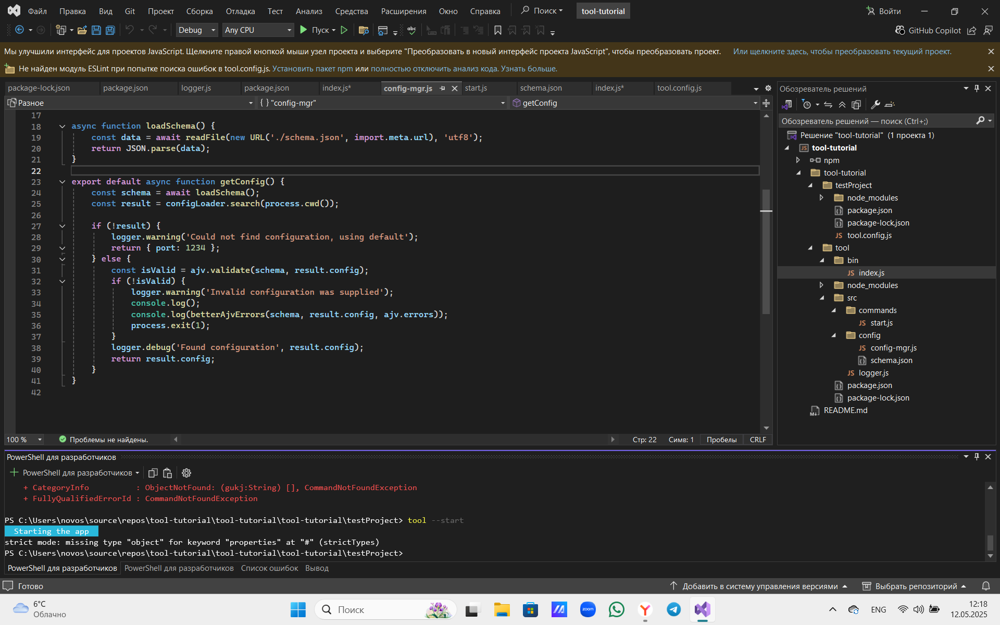 Файл Правка Вид Git Проект Сборка Отладка Тест Анализ Средства Расширения Окно Справка Поиск tool-tutorial Войти
Debug Any CPU Пуск abc GitHub Copilot
Мы улучшили интерфейс для проектов JavaScript. Щелкните правой кнопкой мыши узел проекта и выберите "Преобразовать в новый интерфейс проекта JavaScript", чтобы преобразовать проект. Или щелкните здесь, чтобы преобразовать текущий проект.
Не найден модуль ESLint при попытке поиска ошибок в tool.config.js. Установить пакет npm или полностью отключить анализ кода. Узнать больше.
package-lock.json package.json logger.js package.json index.js* config-mgr.js start.js schema.json index.js* tool.config.js
Разное { } "config-mgr" getConfig
17
18 async function loadSchema() {
19 const data = await readFile(new URL('./schema.json', import.meta.url), 'utf8');
20 return JSON.parse(data);
21 }
22
23 export default async function getConfig() {
24 const schema = await loadSchema();
25 const result = configLoader.search(process.cwd());
26
27 if (!result) {
28 logger.warning('Could not find configuration, using default');
29 return { port: 1234 };
30 } else {
31 const isValid = ajv.validate(schema, result.config);
32 if (!isValid) {
33 logger.warning('Invalid configuration was supplied');
34 console.log();
35 console.log(betterAjvErrors(schema, result.config, ajv.errors));
36 process.exit(1);
37 }
38 logger.debug('Found configuration', result.config);
39 return result.config;
40 }
41 }
42
100 % Проблемы не найдены. Стр: 22 Симв: 1 Пробелы CRLF
Обозреватель решений
Обозреватель решений — поиск (Ctrl+;)
Решение "tool-tutorial" (1 проекта 1)
JS tool-tutorial
npm
tool-tutorial
testProject
node_modules
package.json
package-lock.json
JS tool.config.js
tool
bin
JS index.js
node_modules
src
commands
JS start.js
config
JS config-mgr.js
schema.json
JS logger.js
package.json
package-lock.json
README.md
PowerShell для разработчиков
PowerShell для разработчиков
+ CategoryInfo : ObjectNotFound: (gukj:String) [], CommandNotFoundException
+ FullyQualifiedErrorId : CommandNotFoundException
PS C:\Users\novos\source\repos\tool-tutorial\tool-tutorial\tool-tutorial\testProject> tool --start
Starting the app
strict mode: missing type "object" for keyword "properties" at "#" (strictTypes)
PS C:\Users\novos\source\repos\tool-tutorial\tool-tutorial\tool-tutorial\testProject>
PowerShell для разработчиков PowerShell для разработчиков Список ошибок Вывод
Готово Добавить в систему управления версиями Выбрать репозиторий
6°C
Облачно
Поиск
zoom
ENG
12:18
12.05.2025